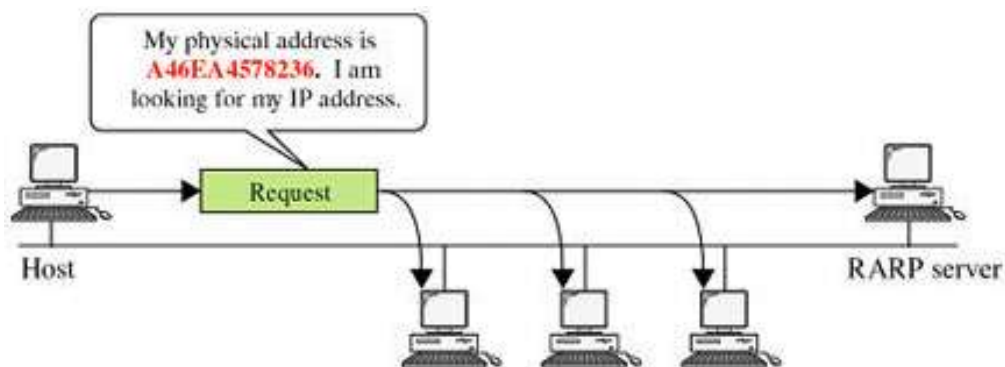 My physical address is
A46EA4578236. I am
looking for my IP address.
Request
Host
RARP server